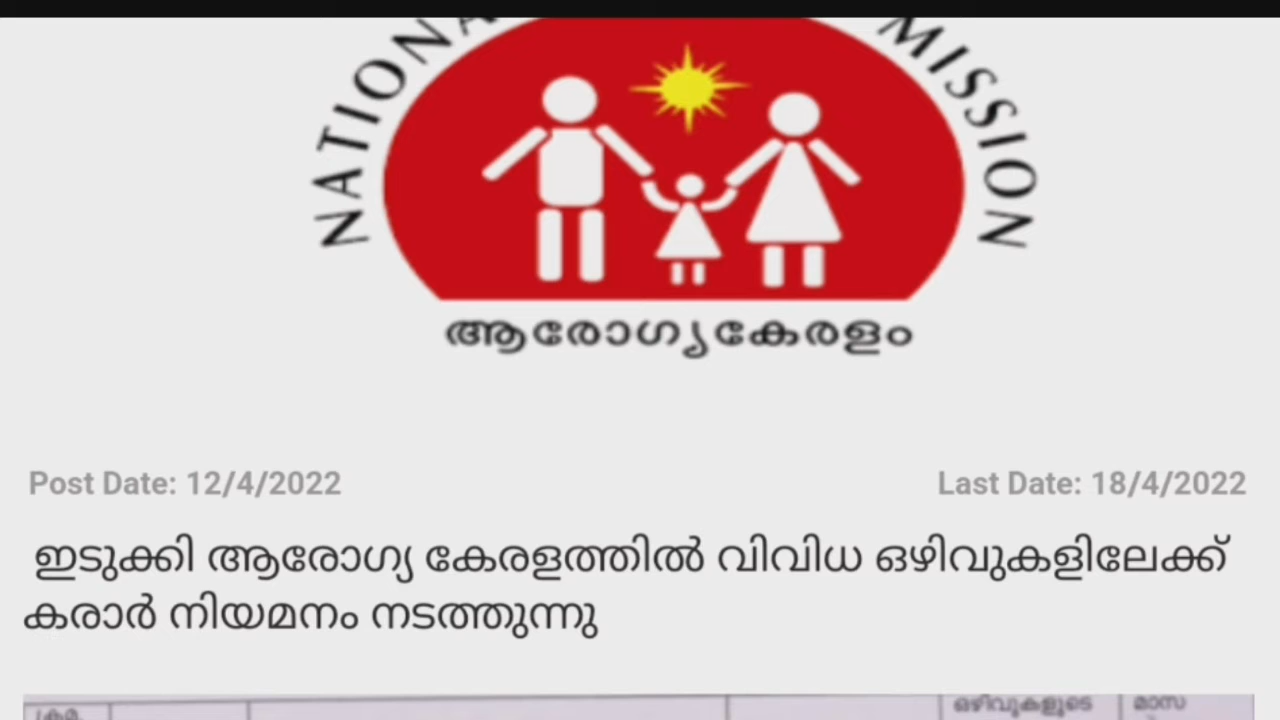 NATIONA MISSION
ആരോഗ്യകേരളം
Post Date: 12/4/2022 Last Date: 18/4/2022
ഇടുക്കി ആരോഗ്യ കേരളത്തിൽ വിവിധ ഒഴിവുകളിലേക്ക്
കരാർ നിയമനം നടത്തുന്നു
ഒഴിവുകളുടെ മാസ